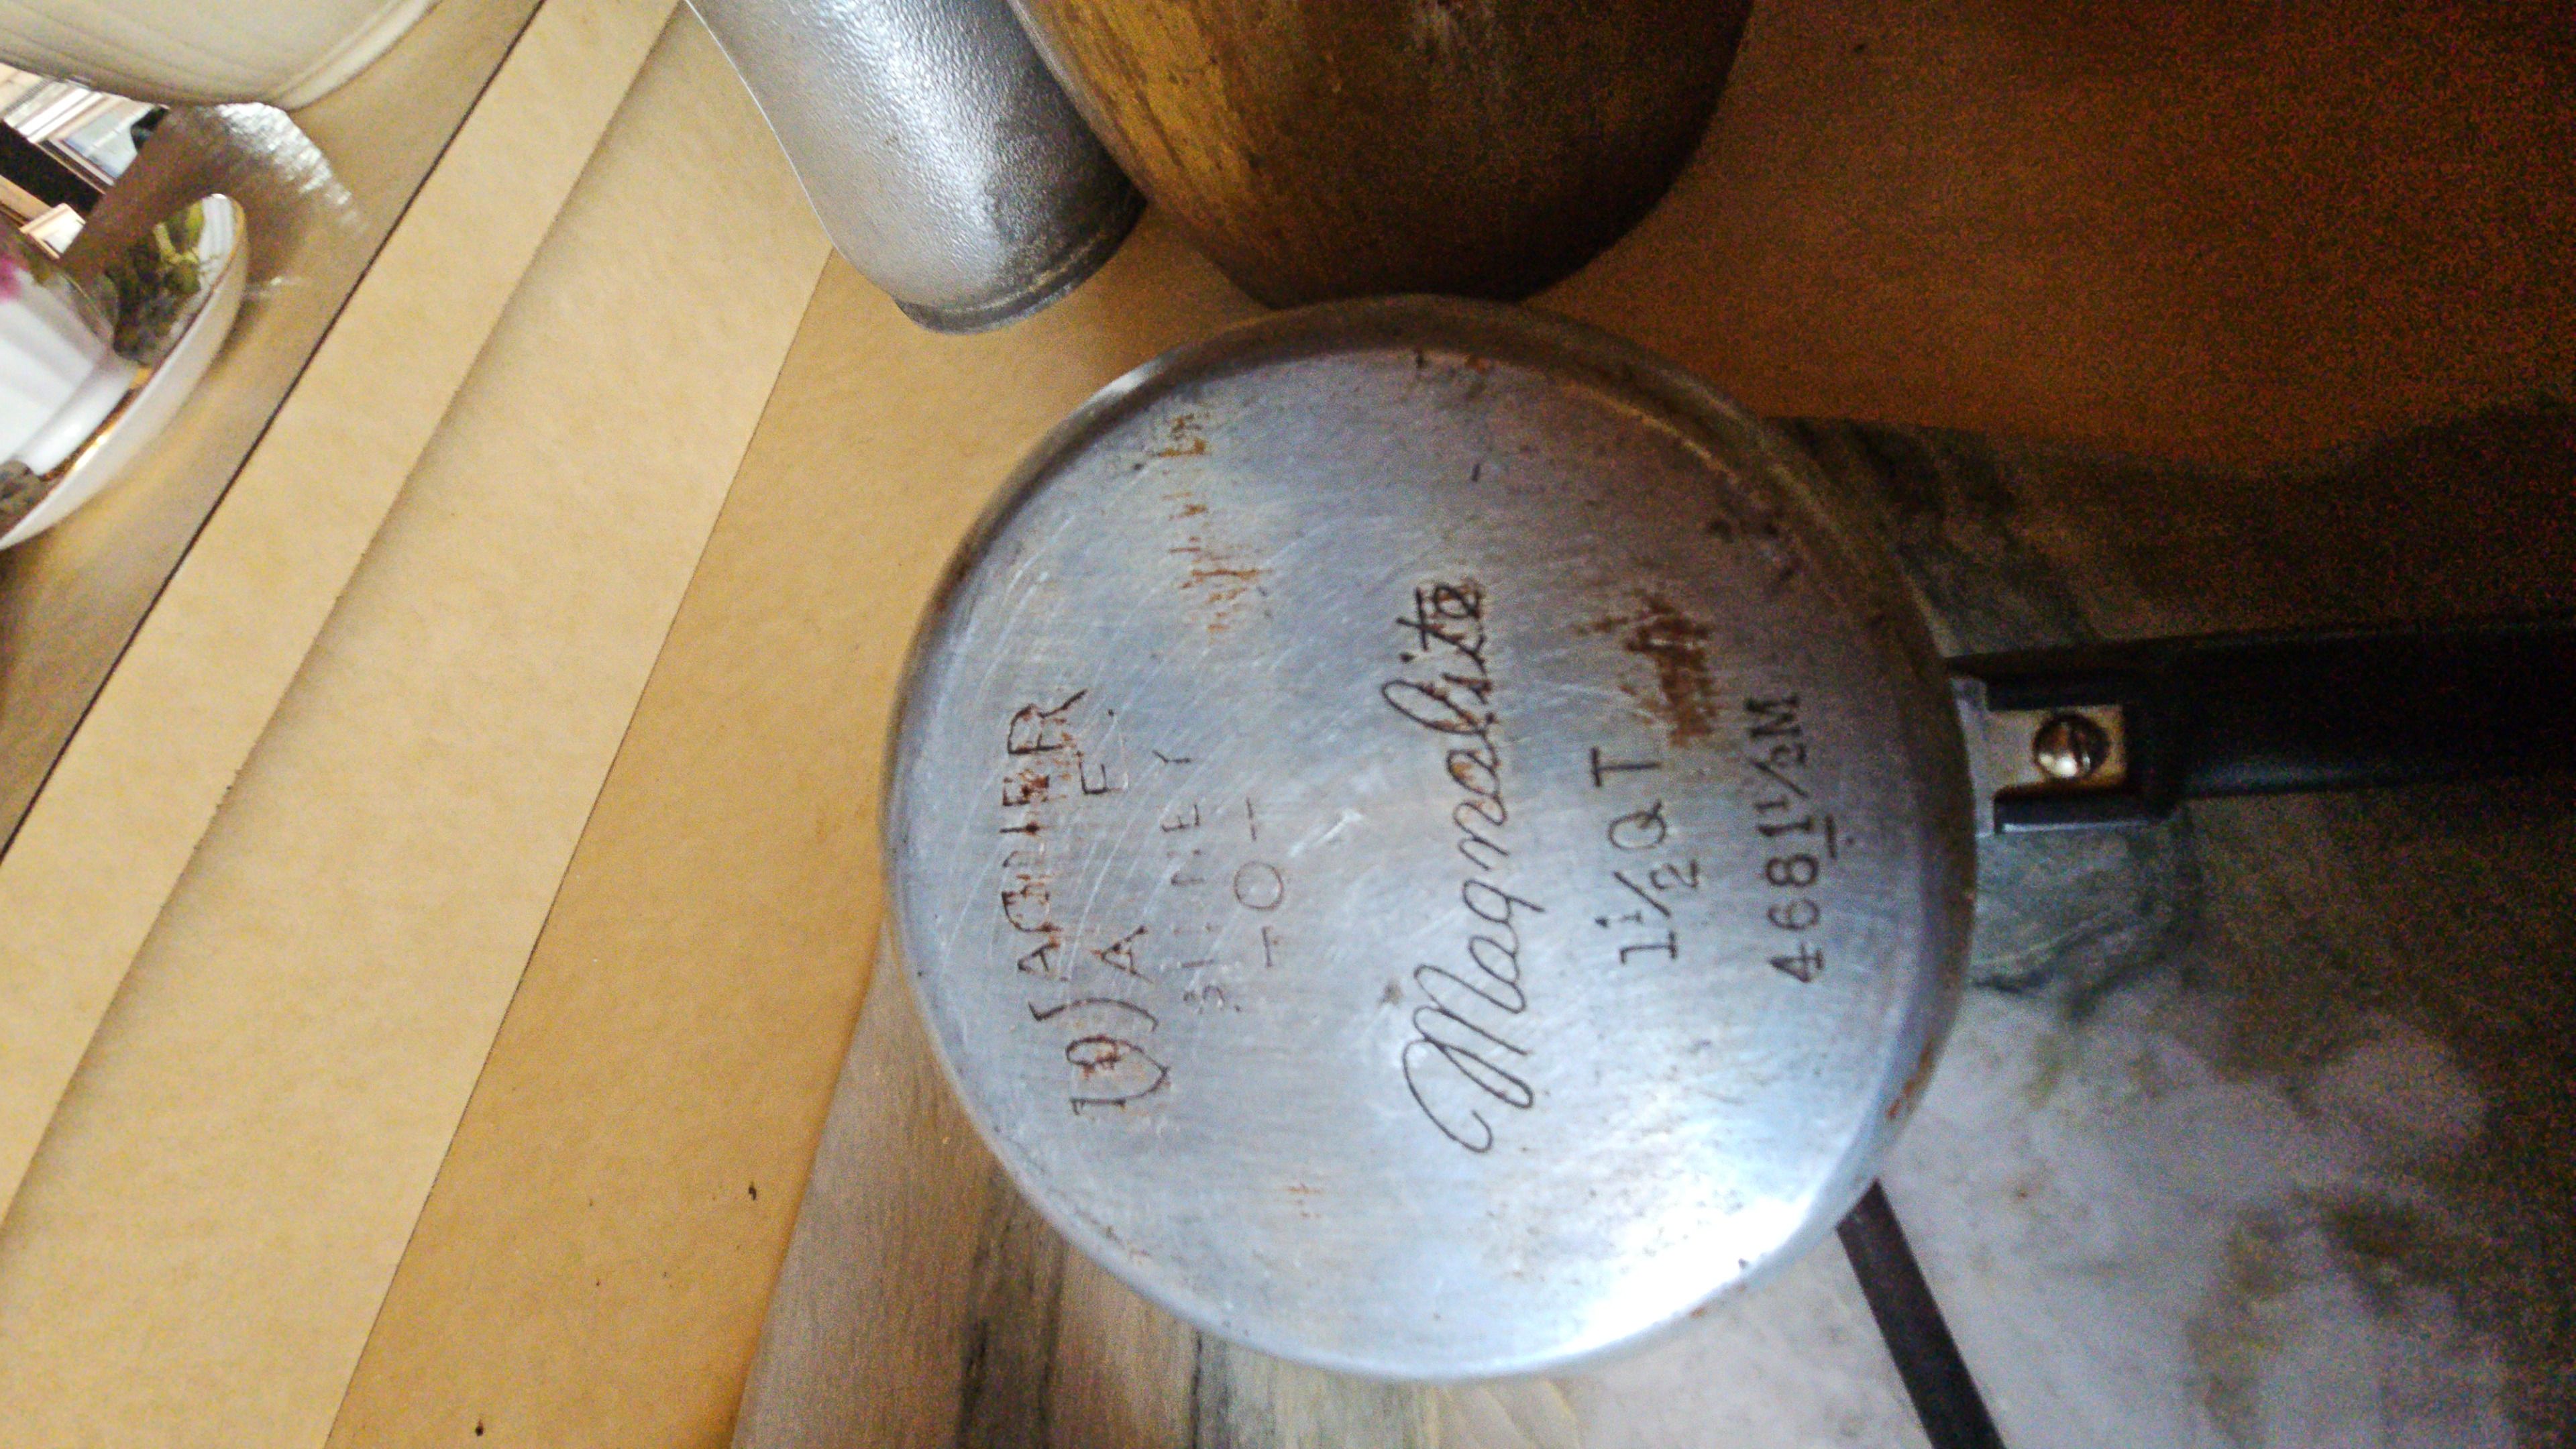 WAGNER
WARE
SIDNEY
-O-
Magnalite
1½ QT
4681½M